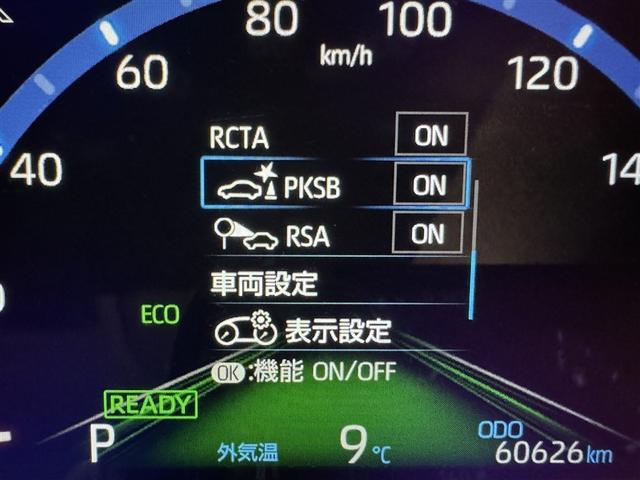 80 100
km/h
60 120
RCTA ON
40 14
PKSB ON
RSA ON
車両設定
ECO
表示設定
OK:機能 ON/OFF
READY
P 外気温 9℃ ODO 60626km